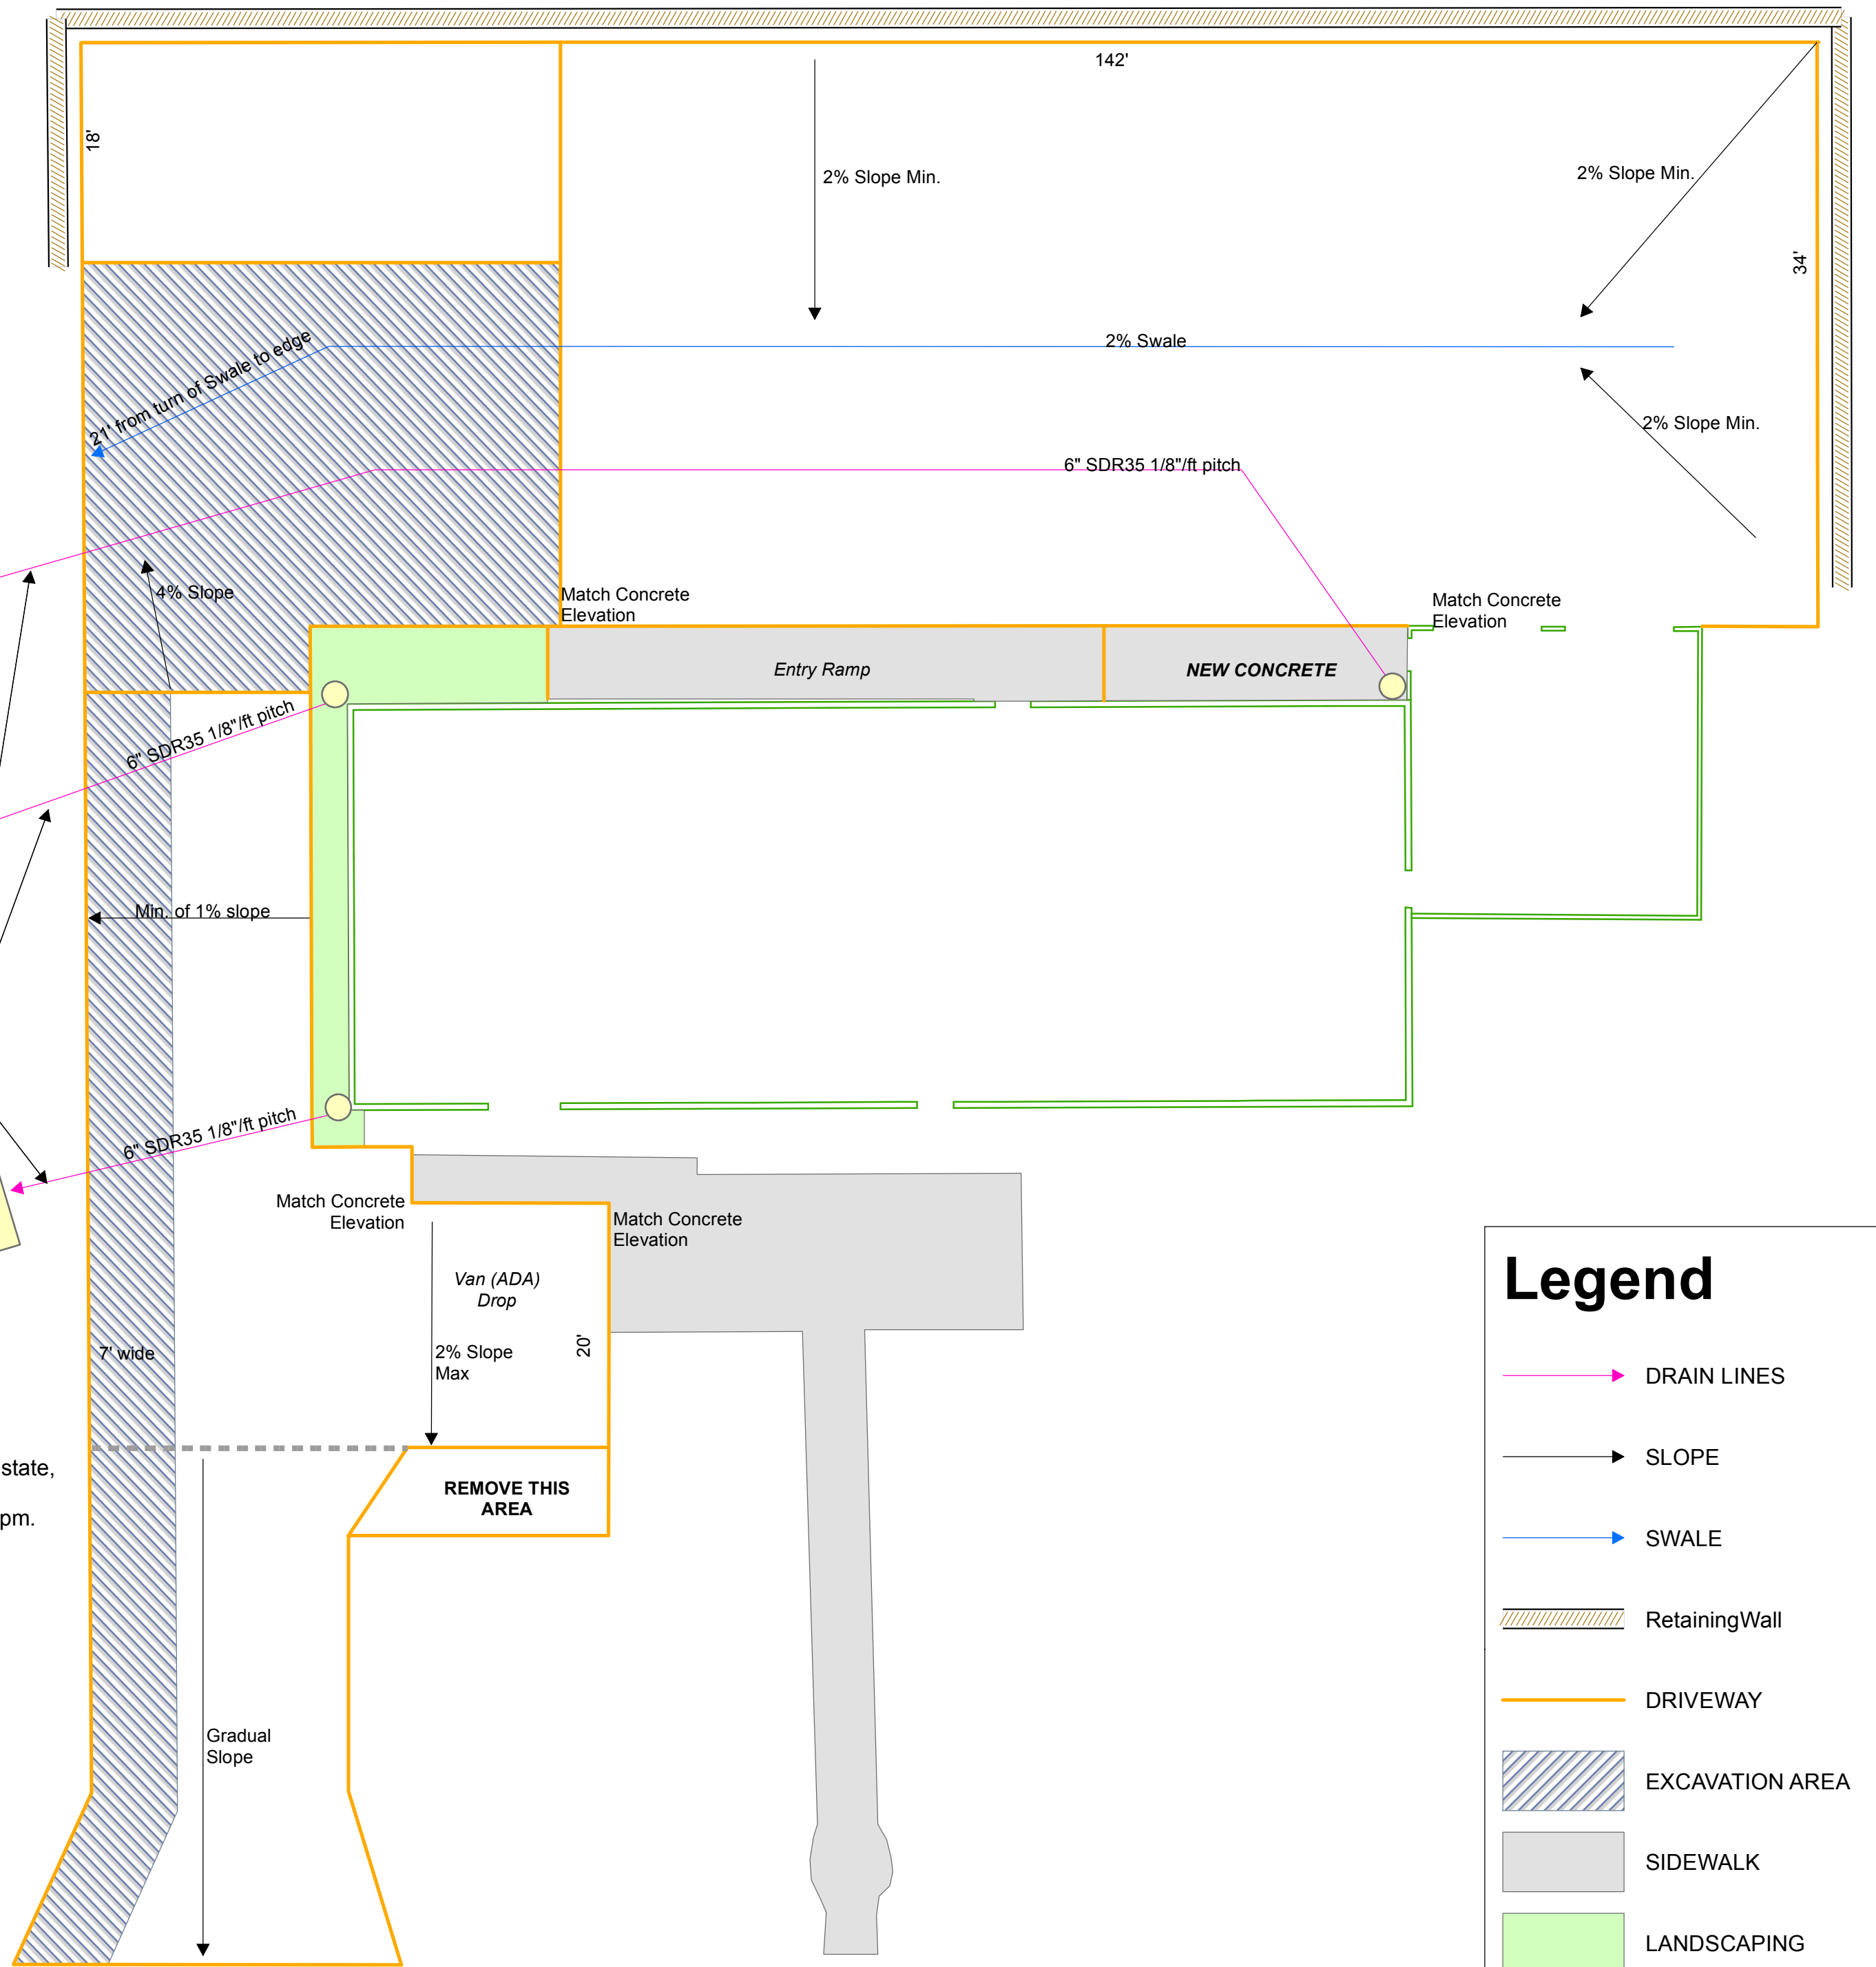 142'
18'
2% Slope Min.
2% Slope Min.
34'
21' from turn of Swale to edge
2% Swale
2% Slope Min.
6" SDR35 1/8"/ft pitch
4% Slope
Match Concrete
Elevation
Match Concrete
Elevation
Entry Ramp
NEW CONCRETE
6" SDR35 1/8"/ft pitch
Min. of 1% slope
6" SDR35 1/8"/ft pitch
Match Concrete
Elevation
Match Concrete
Elevation
Van (ADA)
Drop
2% Slope
Max
20'
7' wide
state,
pm.
REMOVE THIS
AREA
Gradual
Slope
Legend
DRAIN LINES
SLOPE
SWALE
RetainingWall
DRIVEWAY
EXCAVATION AREA
SIDEWALK
LANDSCAPING